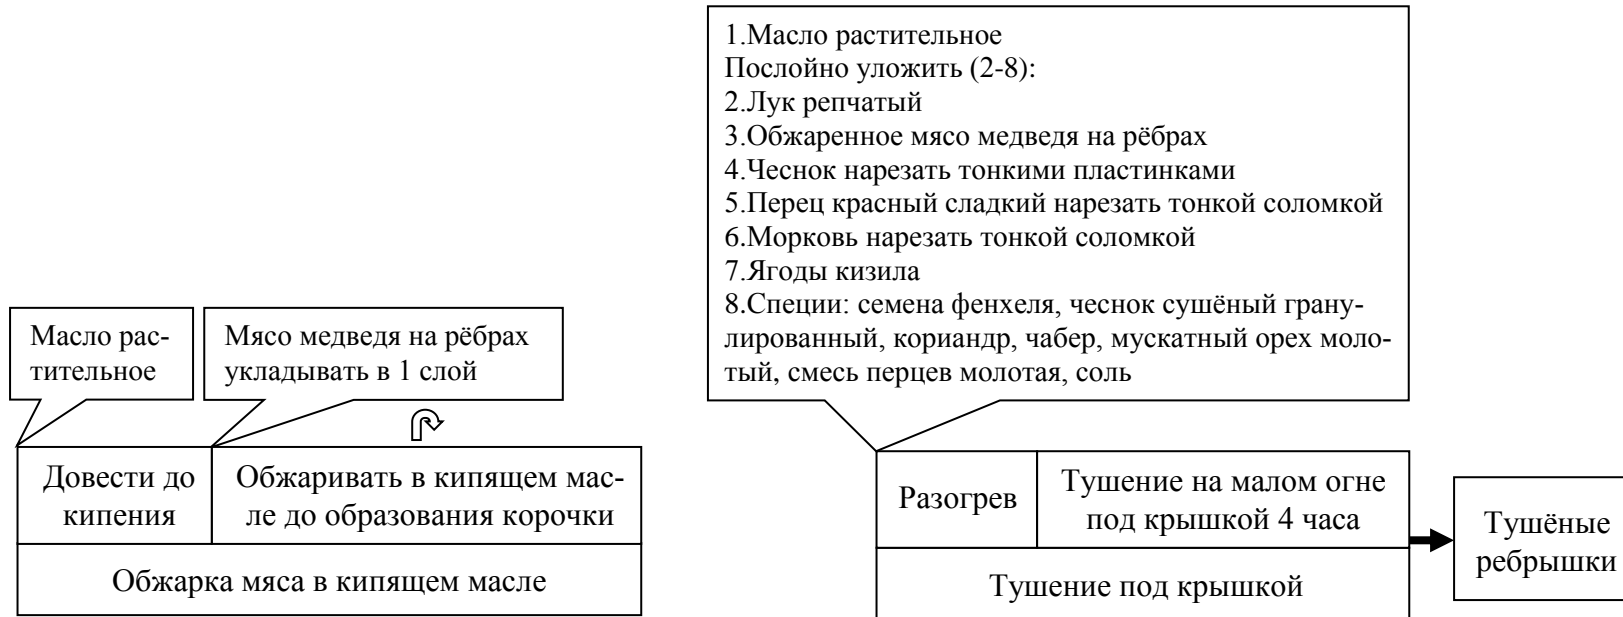 Масло рас-
тительное
Мясо медведя на рёбрах
укладывать в 1 слой
Довести до
кипения
Обжаривать в кипящем мас-
ле до образования корочки
Обжарка мяса в кипящем масле
1.Масло растительное
Послойно уложить (2-8):
2.Лук репчатый
3.Обжаренное мясо медведя на рёбрах
4.Чеснок нарезать тонкими пластинками
5.Перец красный сладкий нарезать тонкой соломкой
6.Морковь нарезать тонкой соломкой
7.Ягоды кизила
8.Специи: семена фенхеля, чеснок сушёный грану-
лированный, кориандр, чабер, мускатный орех моло-
тый, смесь перцев молотая, соль
Разогрев
Тушение на малом огне
под крышкой 4 часа
Тушение под крышкой
Тушёные
ребрышки